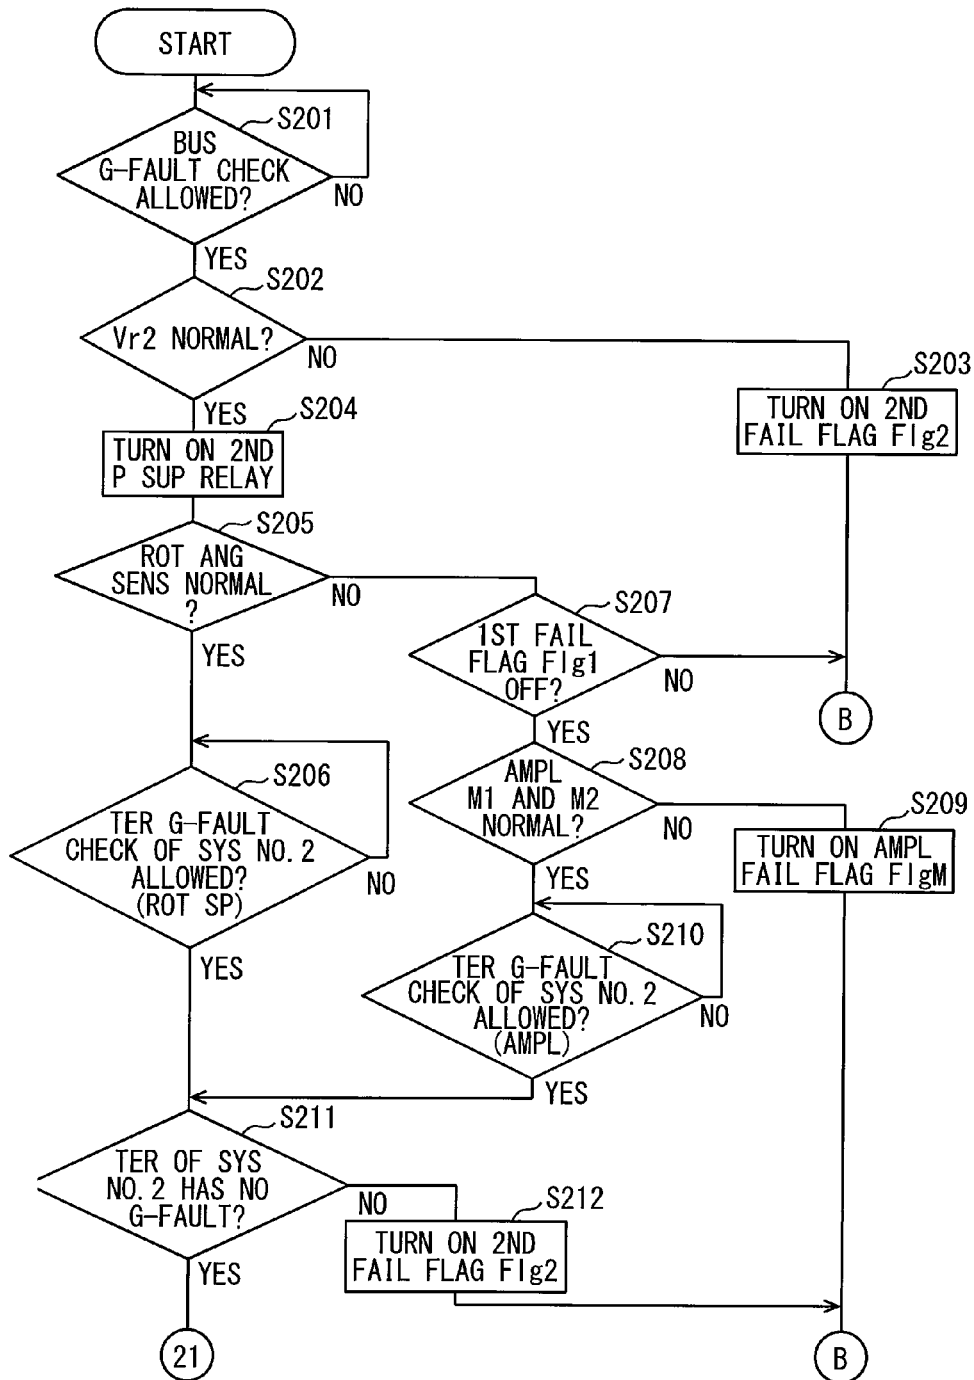 START
S201
BUS
G-FAULT CHECK
ALLOWED?
NO
YES
S202
Vr2 NORMAL?
NO
YES
S203
TURN ON 2ND
FAIL FLAG Flg2
S204
TURN ON 2ND
P SUP RELAY
S205
ROT ANG
SENS NORMAL
?
NO
YES
S207
1ST FAIL
FLAG Flg1
OFF?
NO
YES
B
S206
TER G-FAULT
CHECK OF SYS NO.2
ALLOWED?
(ROT SP)
NO
YES
S208
AMPL
M1 AND M2
NORMAL?
NO
YES
S209
TURN ON AMPL
FAIL FLAG FlgM
S210
TER G-FAULT
CHECK OF SYS NO.2
ALLOWED?
(AMPL)
NO
YES
S211
TER OF SYS
NO.2 HAS NO
G-FAULT?
NO
YES
S212
TURN ON 2ND
FAIL FLAG Flg2
21
B